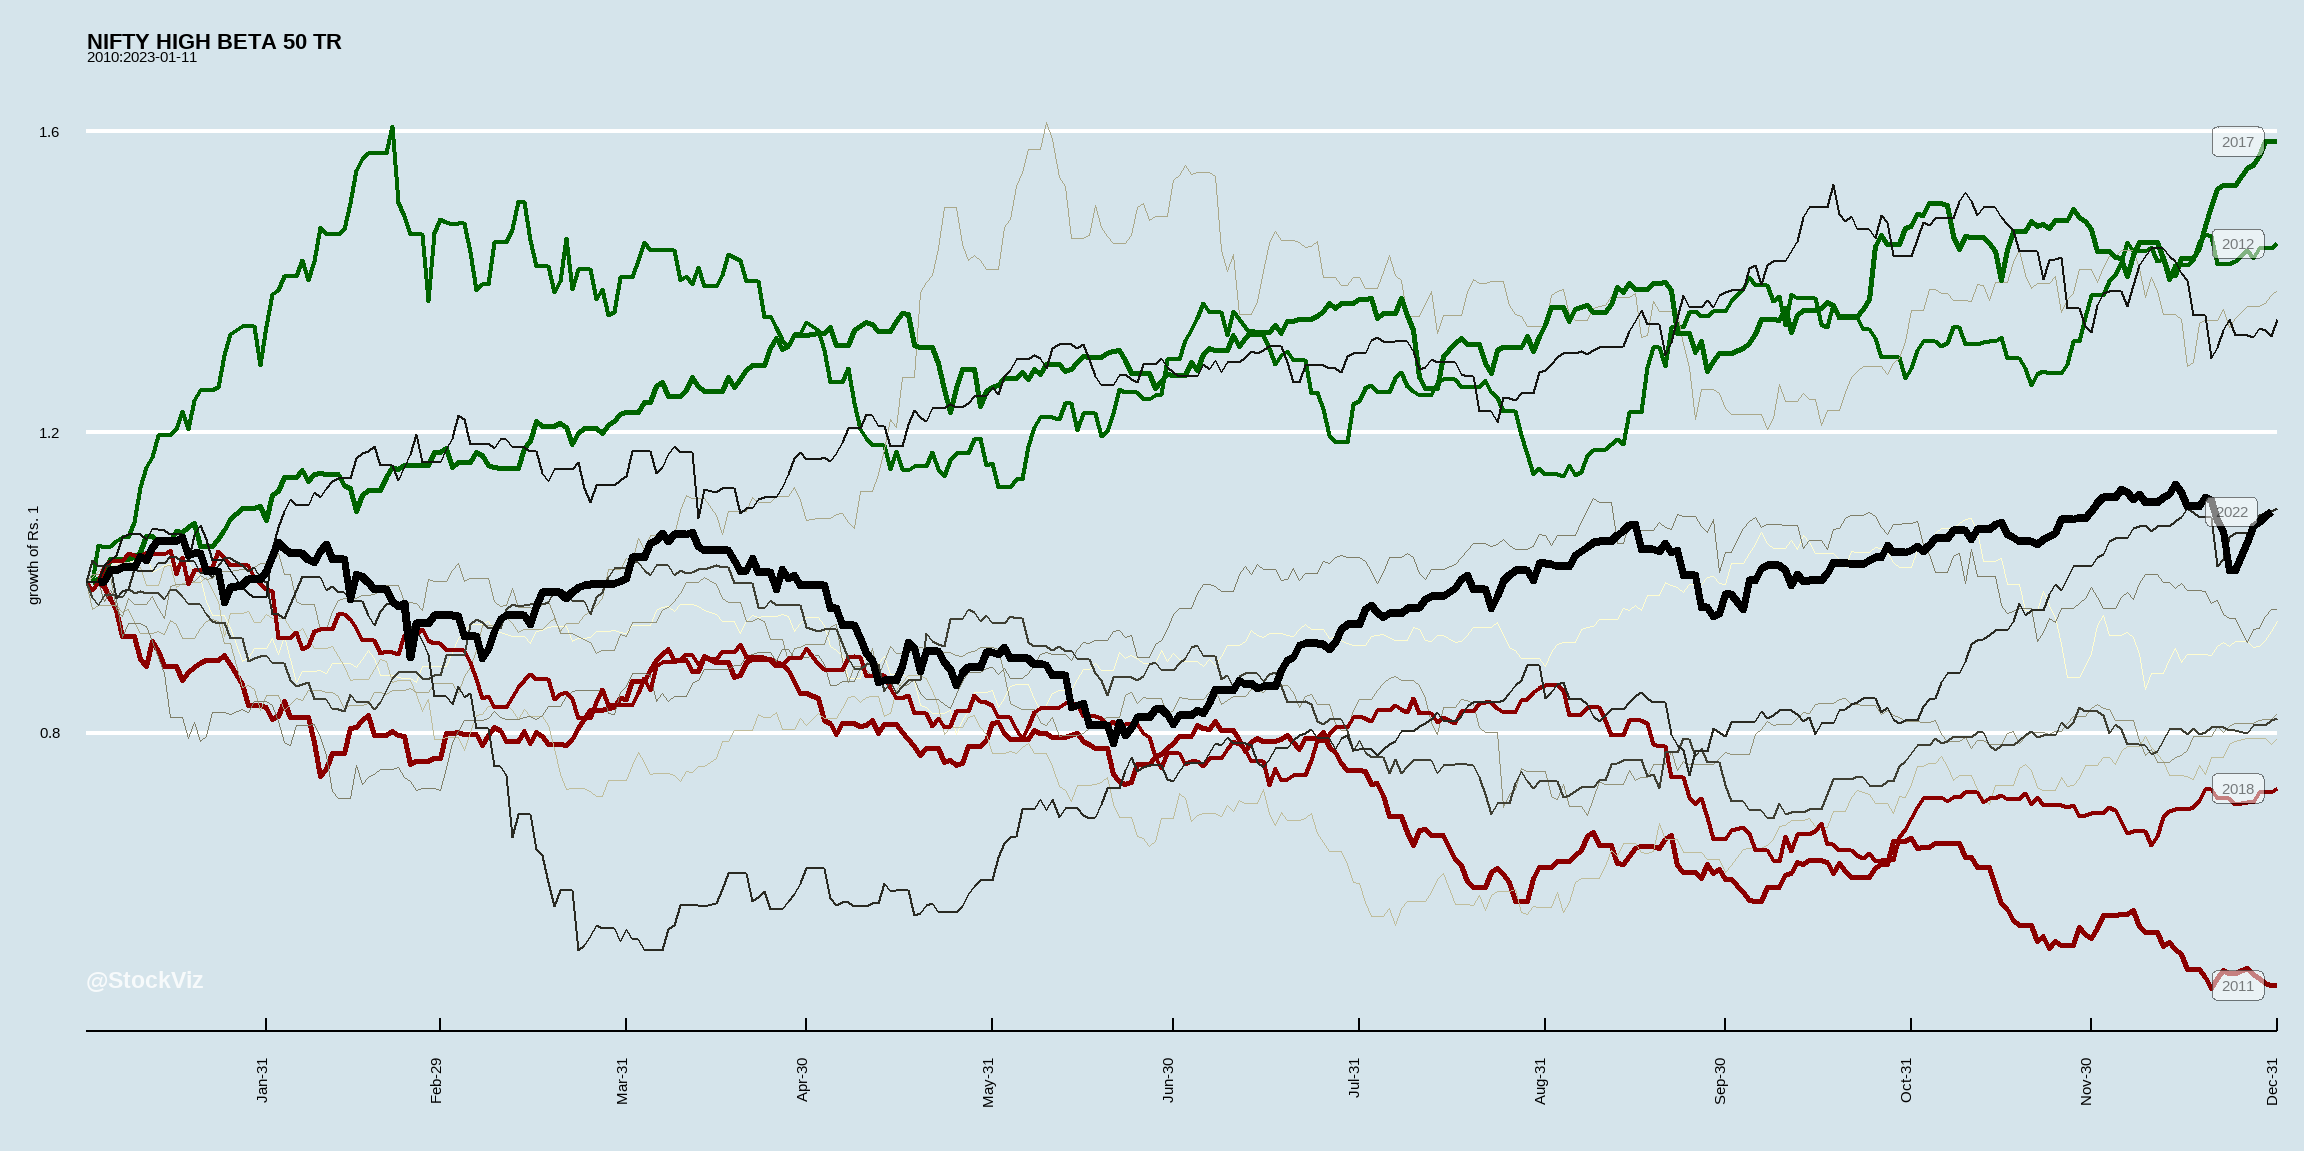 NIFTY HIGH BETA 50 TR
2010:2023-01-11
growth of Rs. 1
1.6
1.2
0.8
2017
2012
2022
2018
2011
@StockViz
Jan-31
Feb-29
Mar-31
Apr-30
May-31
Jun-30
Jul-31
Aug-31
Sep-30
Oct-31
Nov-30
Dec-31